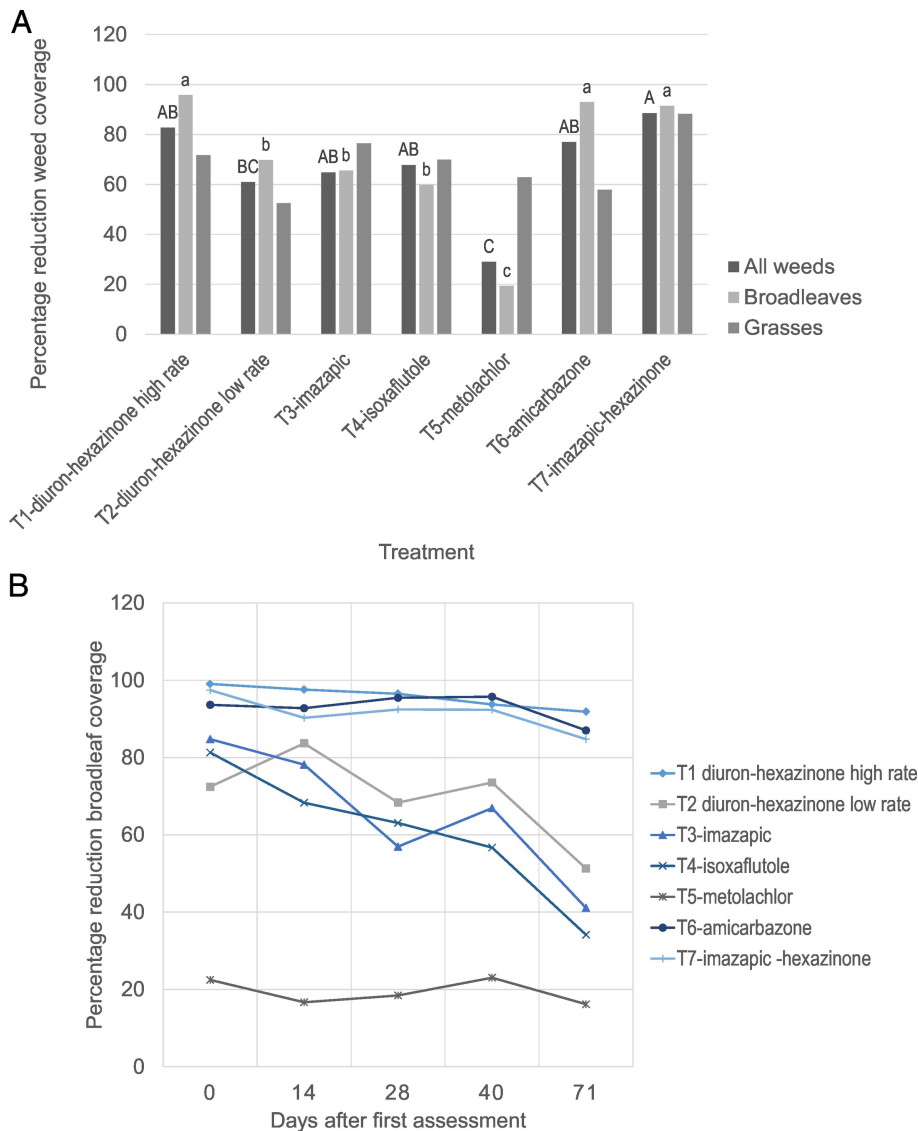 A
120
100
80
60
40
20
0
Percentage reduction weed coverage
AB a
BC b
AB b
AB b
C c
AB a
A a
All weeds
Broadleaves
Grasses
T1-diuron-hexazinone high rate
T2-diuron-hexazinone low rate
T3-imazapic
T4-isoxaflutole
T5-metolachlor
T6-amicarbazone
T7-imazapic-hexazinone
Treatment
B
120
100
80
60
40
20
0
Percentage reduction broadleaf coverage
0 14 28 40 71
Days after first assessment
T1 diuron-hexazinone high rate
T2 diuron-hexazinone low rate
T3-imazapic
T4-isoxaflutole
T5-metolachlor
T6-amicarbazone
T7-imazapic -hexazinone